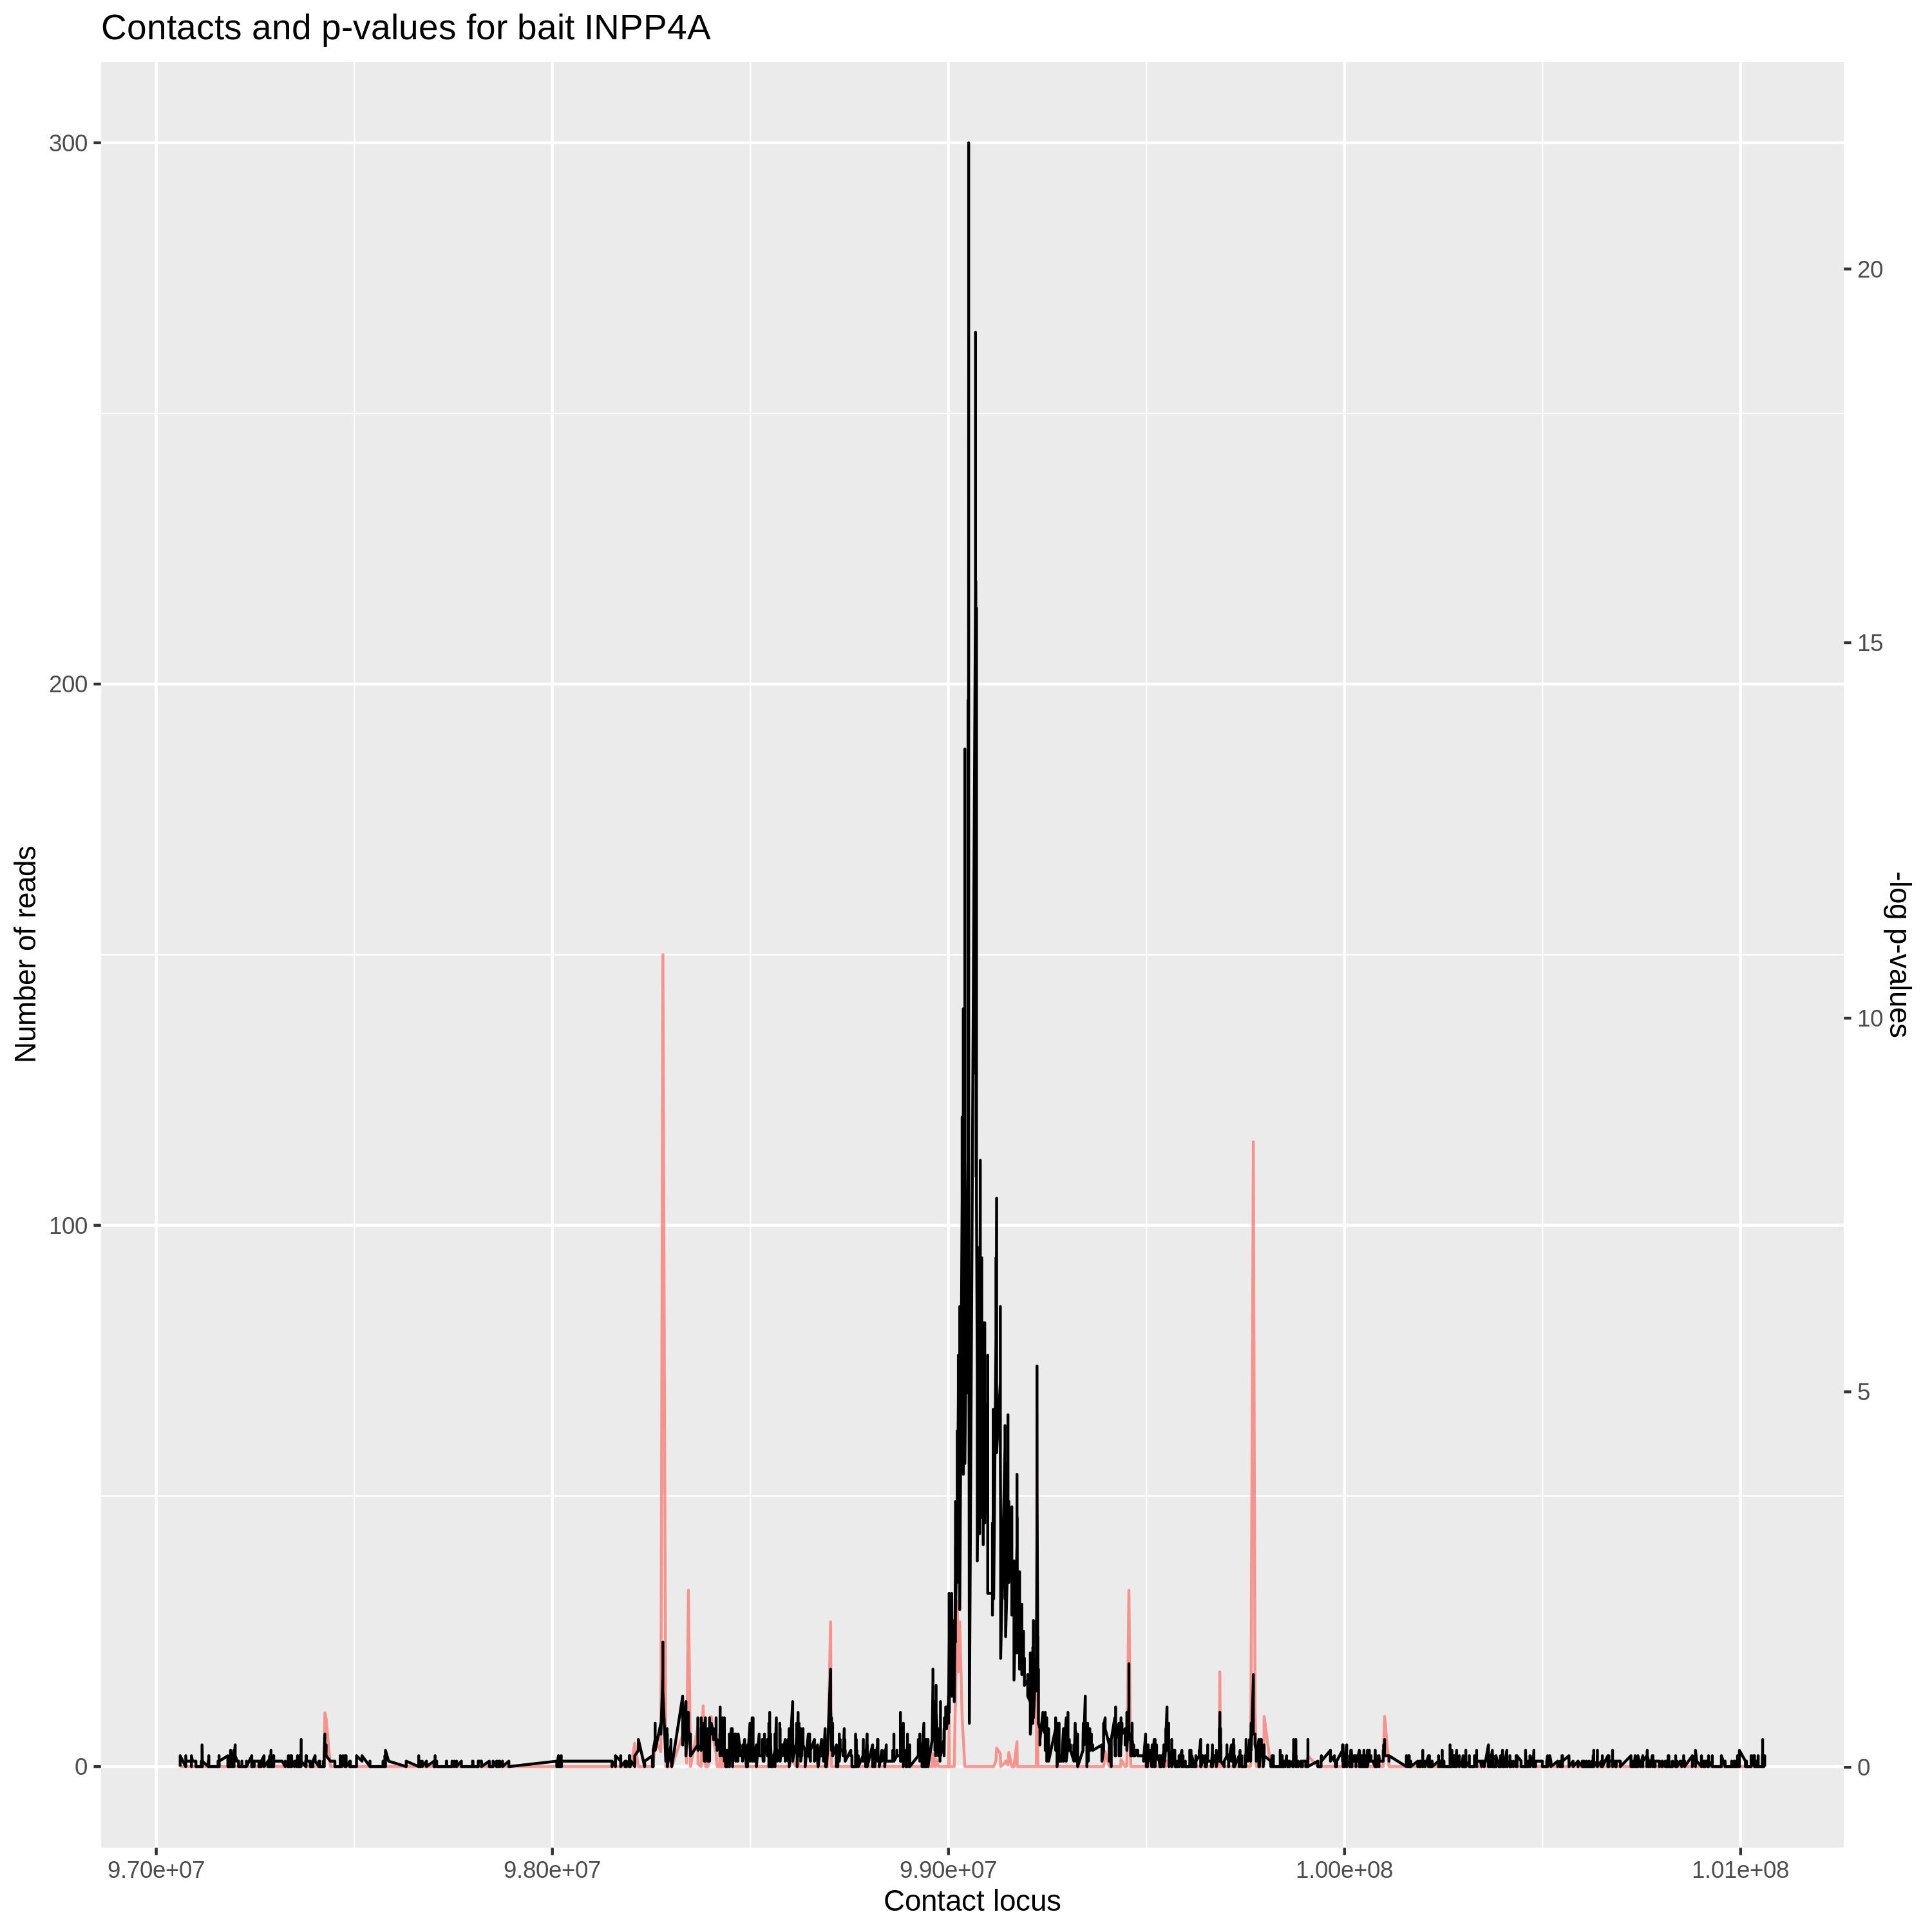 Contacts and p-values for bait INPP4A
300
200
100
0
Number of reads
20
15
10
5
0
-log p-values
9.70e+07 9.80e+07 9.90e+07 1.00e+08 1.01e+08
Contact locus